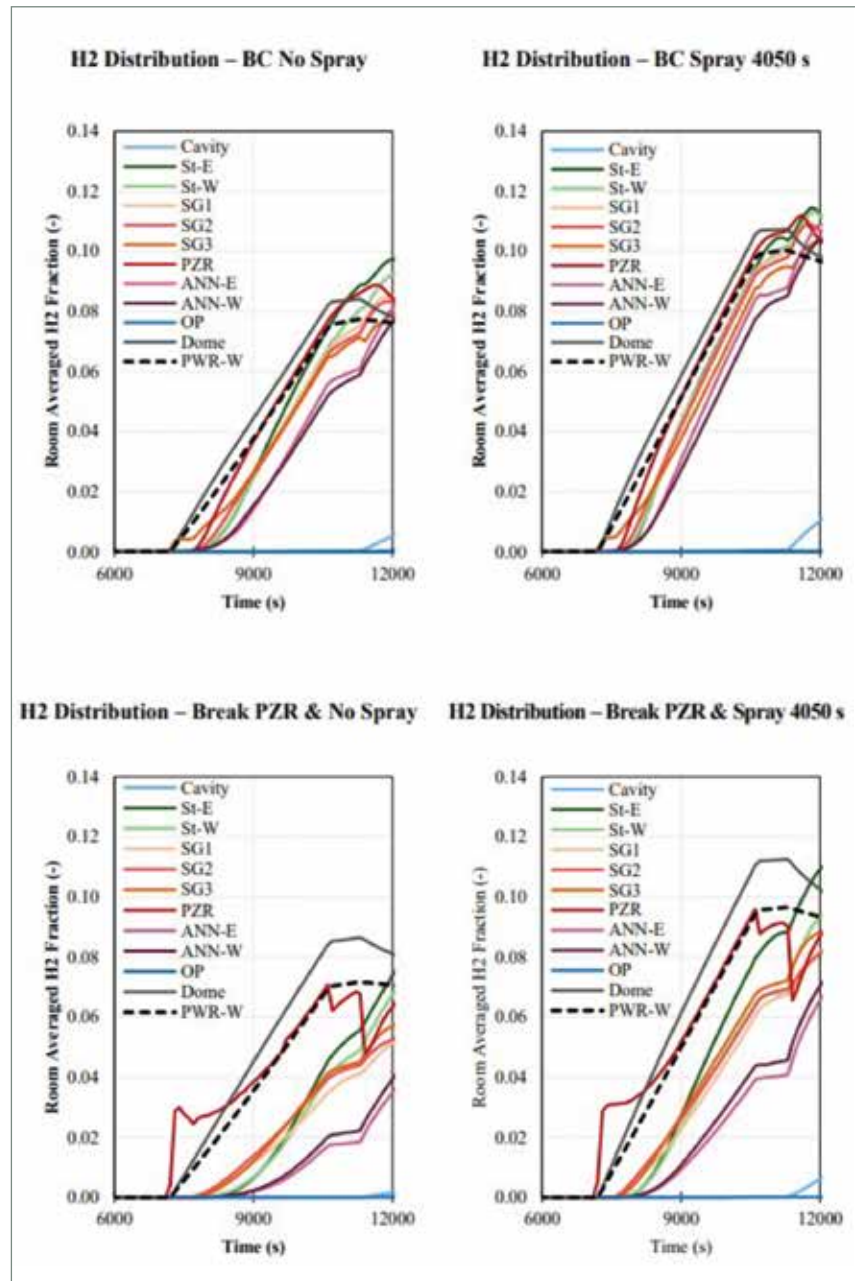 H2 Distribution – BC No Spray
Room Averaged H2 Fraction (-)
0.14
0.12
0.10
0.08
0.06
0.04
0.02
0.00
Cavity
St-E
St-W
SG1
SG2
SG3
PZR
ANN-E
ANN-W
OP
Dome
PWR-W
6000 9000 12000
Time (s)
H2 Distribution – BC Spray 4050 s
Room Averaged H2 Fraction (-)
0.14
0.12
0.10
0.08
0.06
0.04
0.02
0.00
Cavity
St-E
St-W
SG1
SG2
SG3
PZR
ANN-E
ANN-W
OP
Dome
PWR-W
6000 9000 12000
Time (s)
H2 Distribution – Break PZR & No Spray
Room Averaged H2 Fraction (-)
0.14
0.12
0.10
0.08
0.06
0.04
0.02
0.00
Cavity
St-E
St-W
SG1
SG2
SG3
PZR
ANN-E
ANN-W
OP
Dome
PWR-W
6000 9000 12000
Time (s)
H2 Distribution – Break PZR & Spray 4050 s
Room Averaged H2 Fraction (-)
0.14
0.12
0.10
0.08
0.06
0.04
0.02
0.00
Cavity
St-E
St-W
SG1
SG2
SG3
PZR
ANN-E
ANN-W
OP
Dome
PWR-W
6000 9000 12000
Time (s)